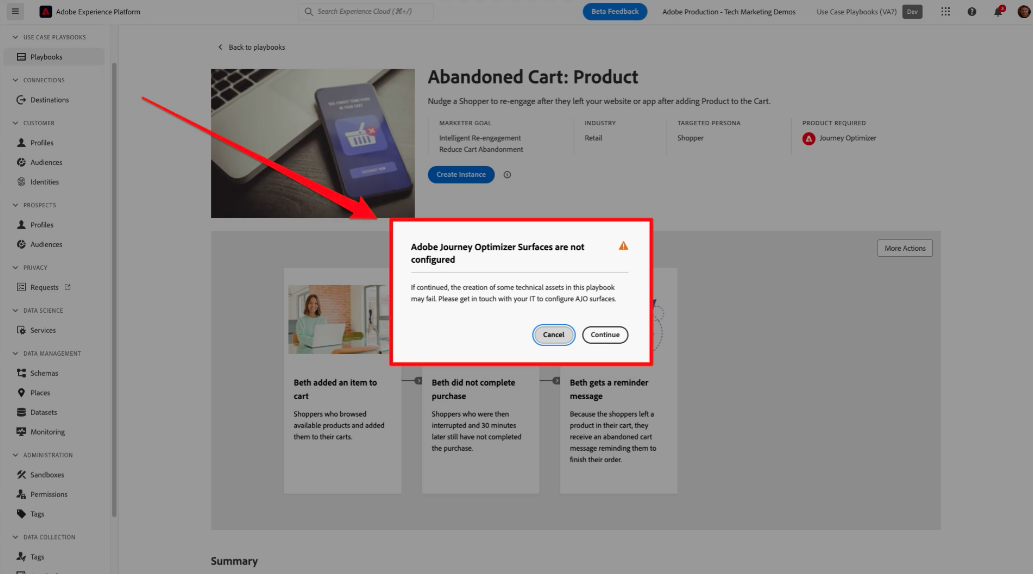 Adobe Experience Platform
Search Experience Cloud (⌘+/)
Beta Feedback
Adobe Production - Tech Marketing Demos
Use Case Playbooks (VA7)
Dev
USE CASE PLAYBOOKS
Playbooks
CONNECTIONS
Destinations
CUSTOMER
Profiles
Audiences
Identities
PROSPECTS
Profiles
Audiences
PRIVACY
Requests
DATA SCIENCE
Services
DATA MANAGEMENT
Schemas
Places
Datasets
Monitoring
ADMINISTRATION
Sandboxes
Permissions
Tags
DATA COLLECTION
Tags
Back to playbooks
Abandoned Cart: Product
Nudge a Shopper to re-engage after they left your website or app after adding Product to the Cart.
MARKETER GOAL
Intelligent Re-engagement
Reduce Cart Abandonment
INDUSTRY
Retail
TARGETED PERSONA
Shopper
PRODUCT REQUIRED
Journey Optimizer
Create Instance
More Actions
Adobe Journey Optimizer Surfaces are not
configured
If continued, the creation of some technical assets in this playbook
may fail. Please get in touch with your IT to configure AJO surfaces.
Cancel
Continue
Beth added an item to
cart
Shoppers who browsed
available products and added
them to their carts.
Beth did not complete
purchase
Shoppers who were then
interrupted and 30 minutes
later still have not completed
the purchase.
Beth gets a reminder
message
Because the shoppers left a
product in their cart, they
receive an abandoned cart
message reminding them to
finish their order.
Summary